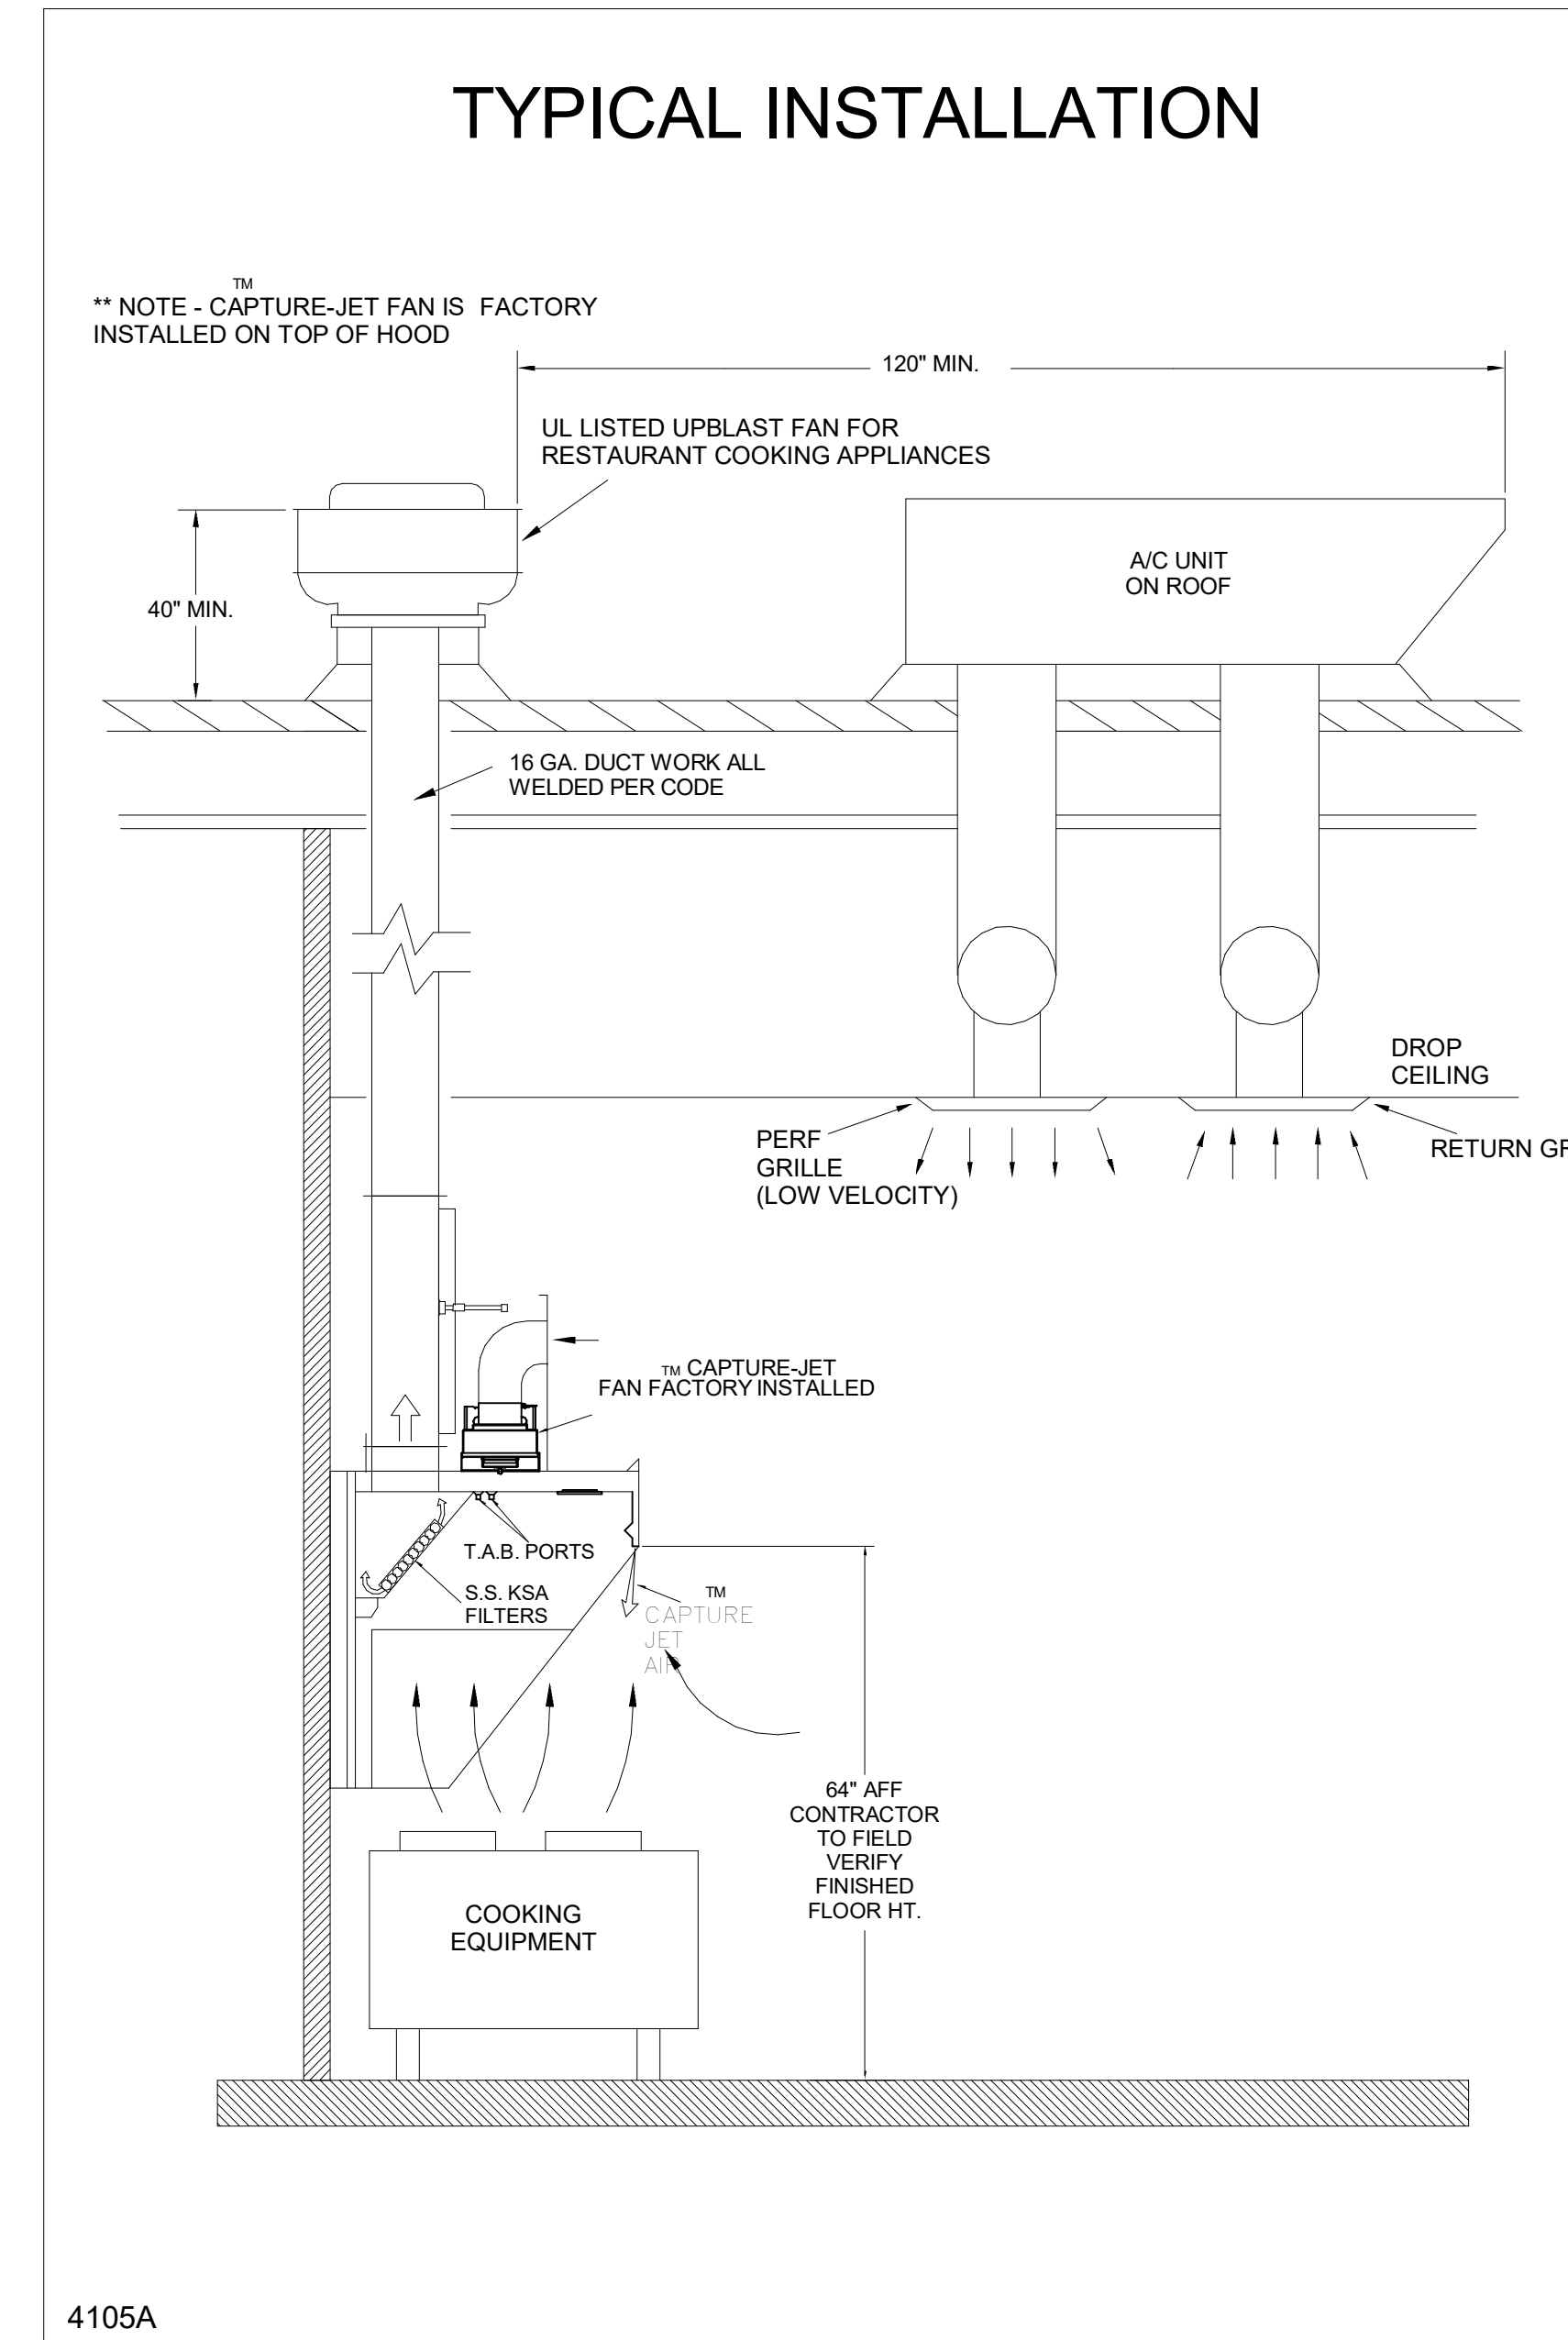 TYPICAL INSTALLATION
TM
** NOTE - CAPTURE-JET FAN IS FACTORY
INSTALLED ON TOP OF HOOD
120" MIN.
UL LISTED UPBLAST FAN FOR
RESTAURANT COOKING APPLIANCES
A/C UNIT
ON ROOF
40" MIN.
16 GA. DUCT WORK ALL
WELDED PER CODE
DROP
CEILING
PERF
GRILLE
(LOW VELOCITY)
RETURN GR
TM CAPTURE-JET
FAN FACTORY INSTALLED
T.A.B. PORTS
S.S. KSA
FILTERS
TM
CAPTURE
JET
AIR
64" AFF
CONTRACTOR
TO FIELD
VERIFY
FINISHED
FLOOR HT.
COOKING
EQUIPMENT
4105A